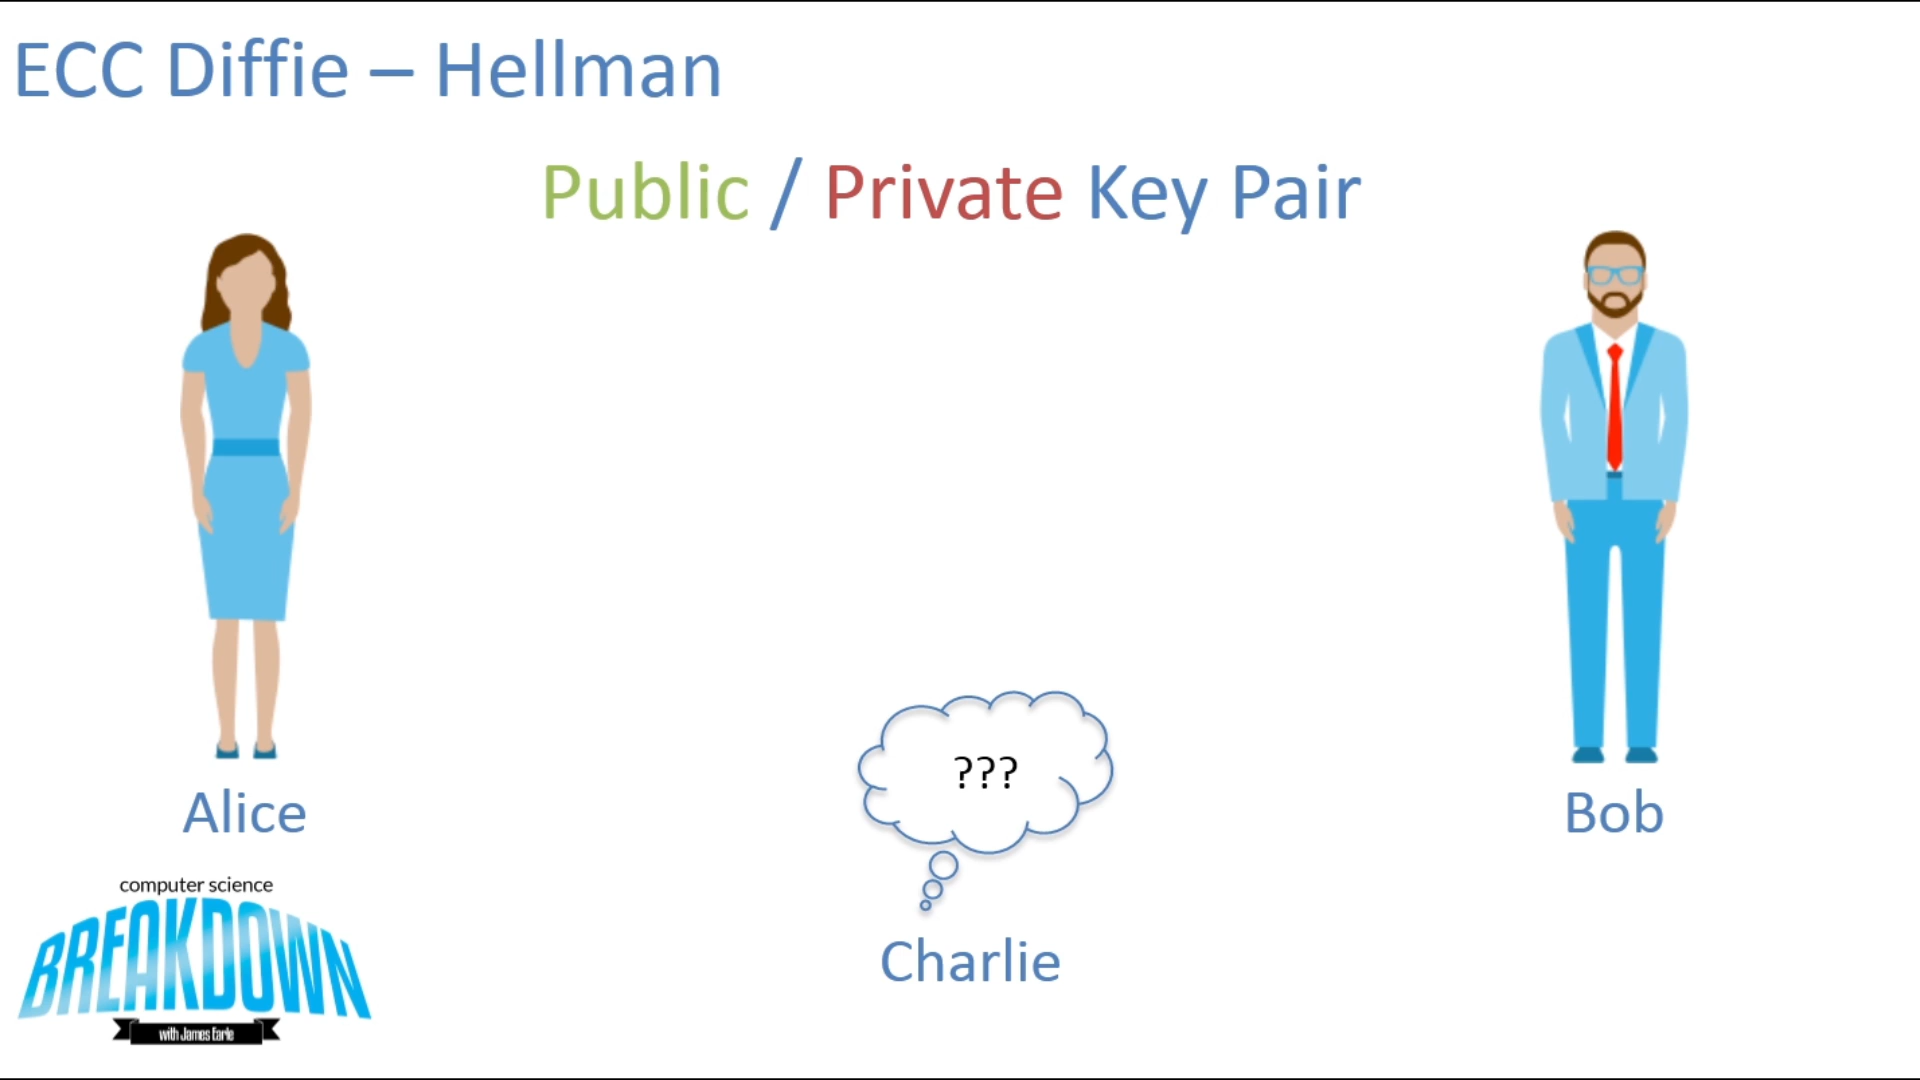 ECC Diffie – Hellman
Public / Private Key Pair
???
Alice
Bob
Charlie
computer science
BREAKDOWN
with James Earle